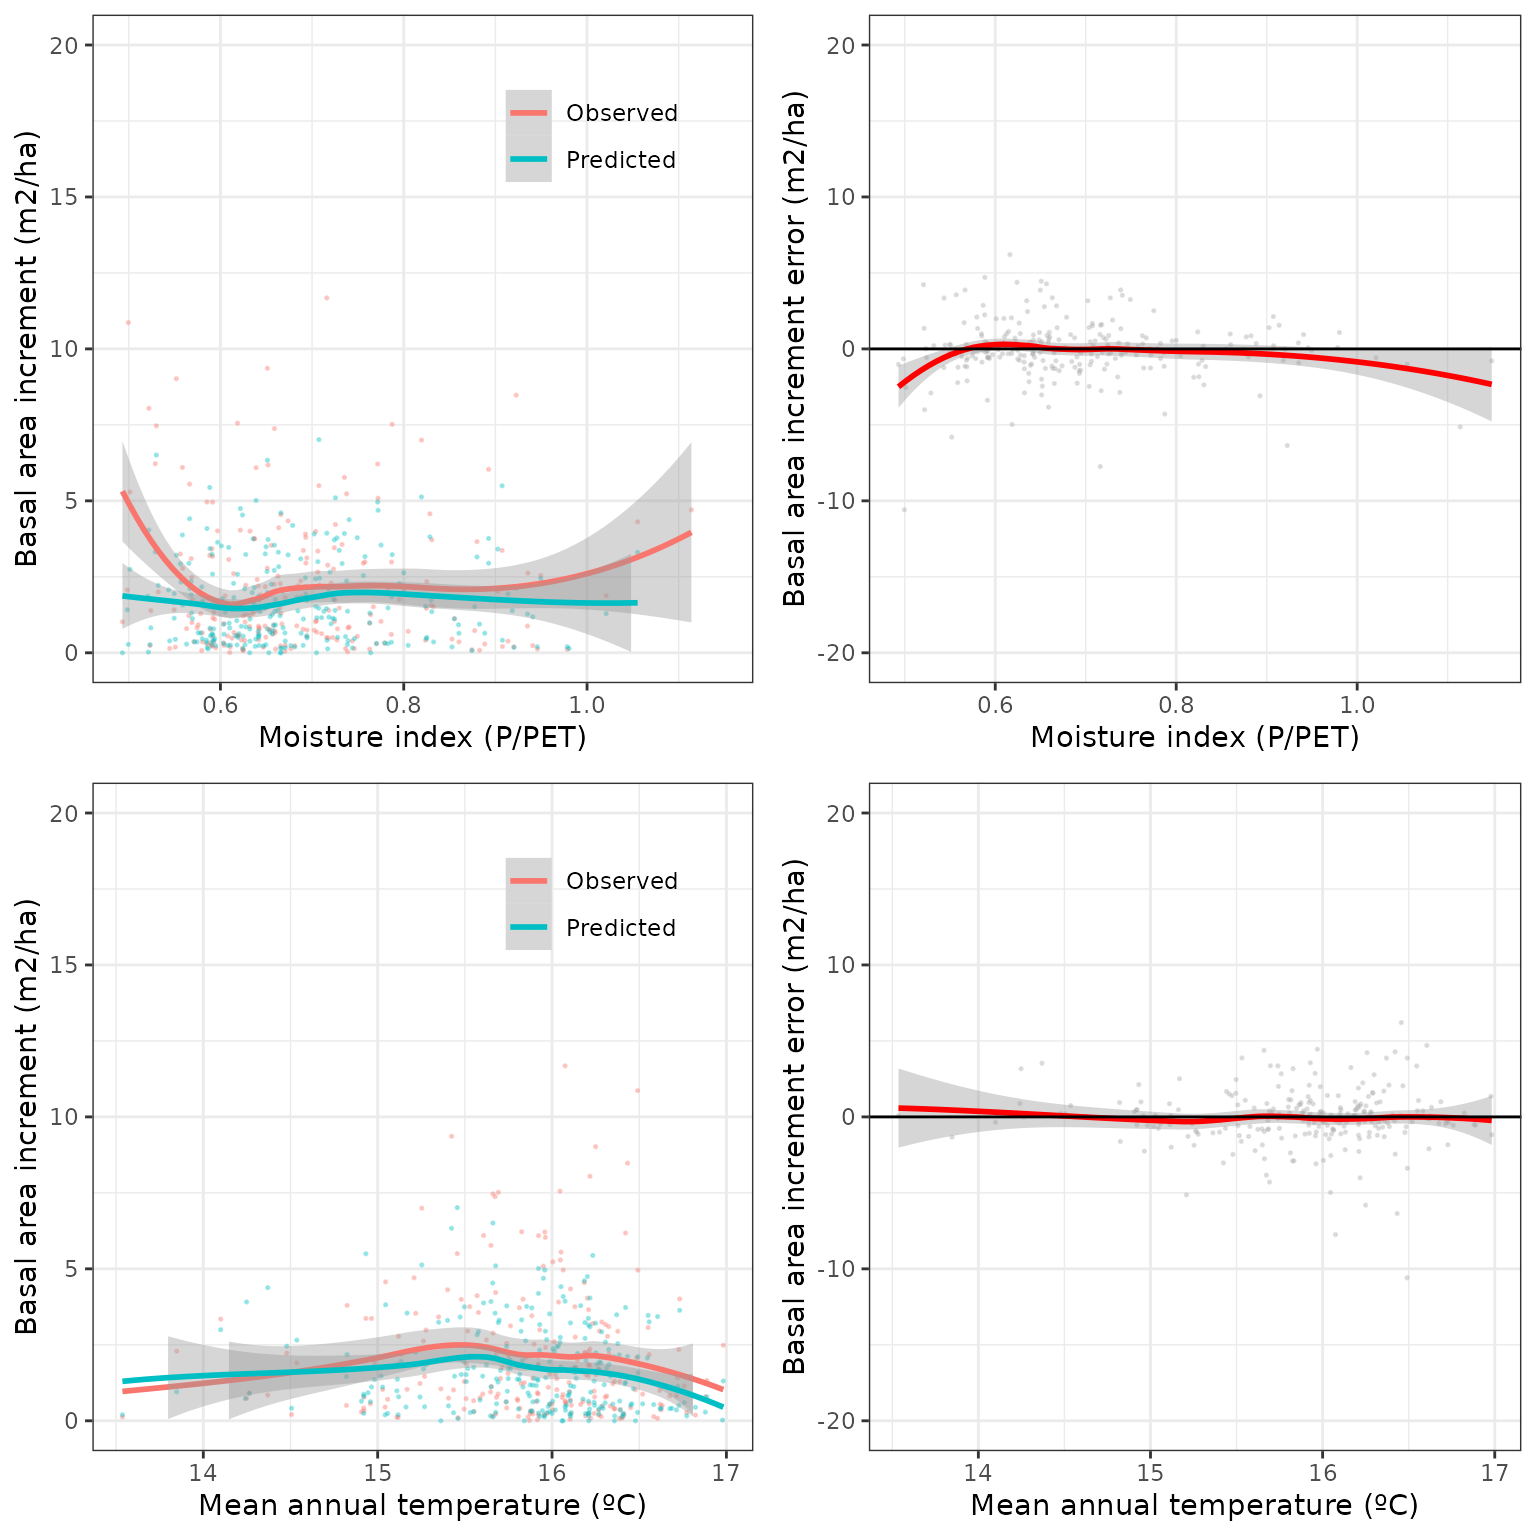 20
15
10
5
0
Basal area increment (m2/ha)
Observed
Predicted
0.6
0.8
1.0
Moisture index (P/PET)
20
10
0
-10
-20
Basal area increment error (m2/ha)
0.6
0.8
1.0
Moisture index (P/PET)
20
15
10
5
0
Basal area increment (m2/ha)
Observed
Predicted
14
15
16
17
Mean annual temperature (ºC)
20
10
0
-10
-20
Basal area increment error (m2/ha)
14
15
16
17
Mean annual temperature (ºC)